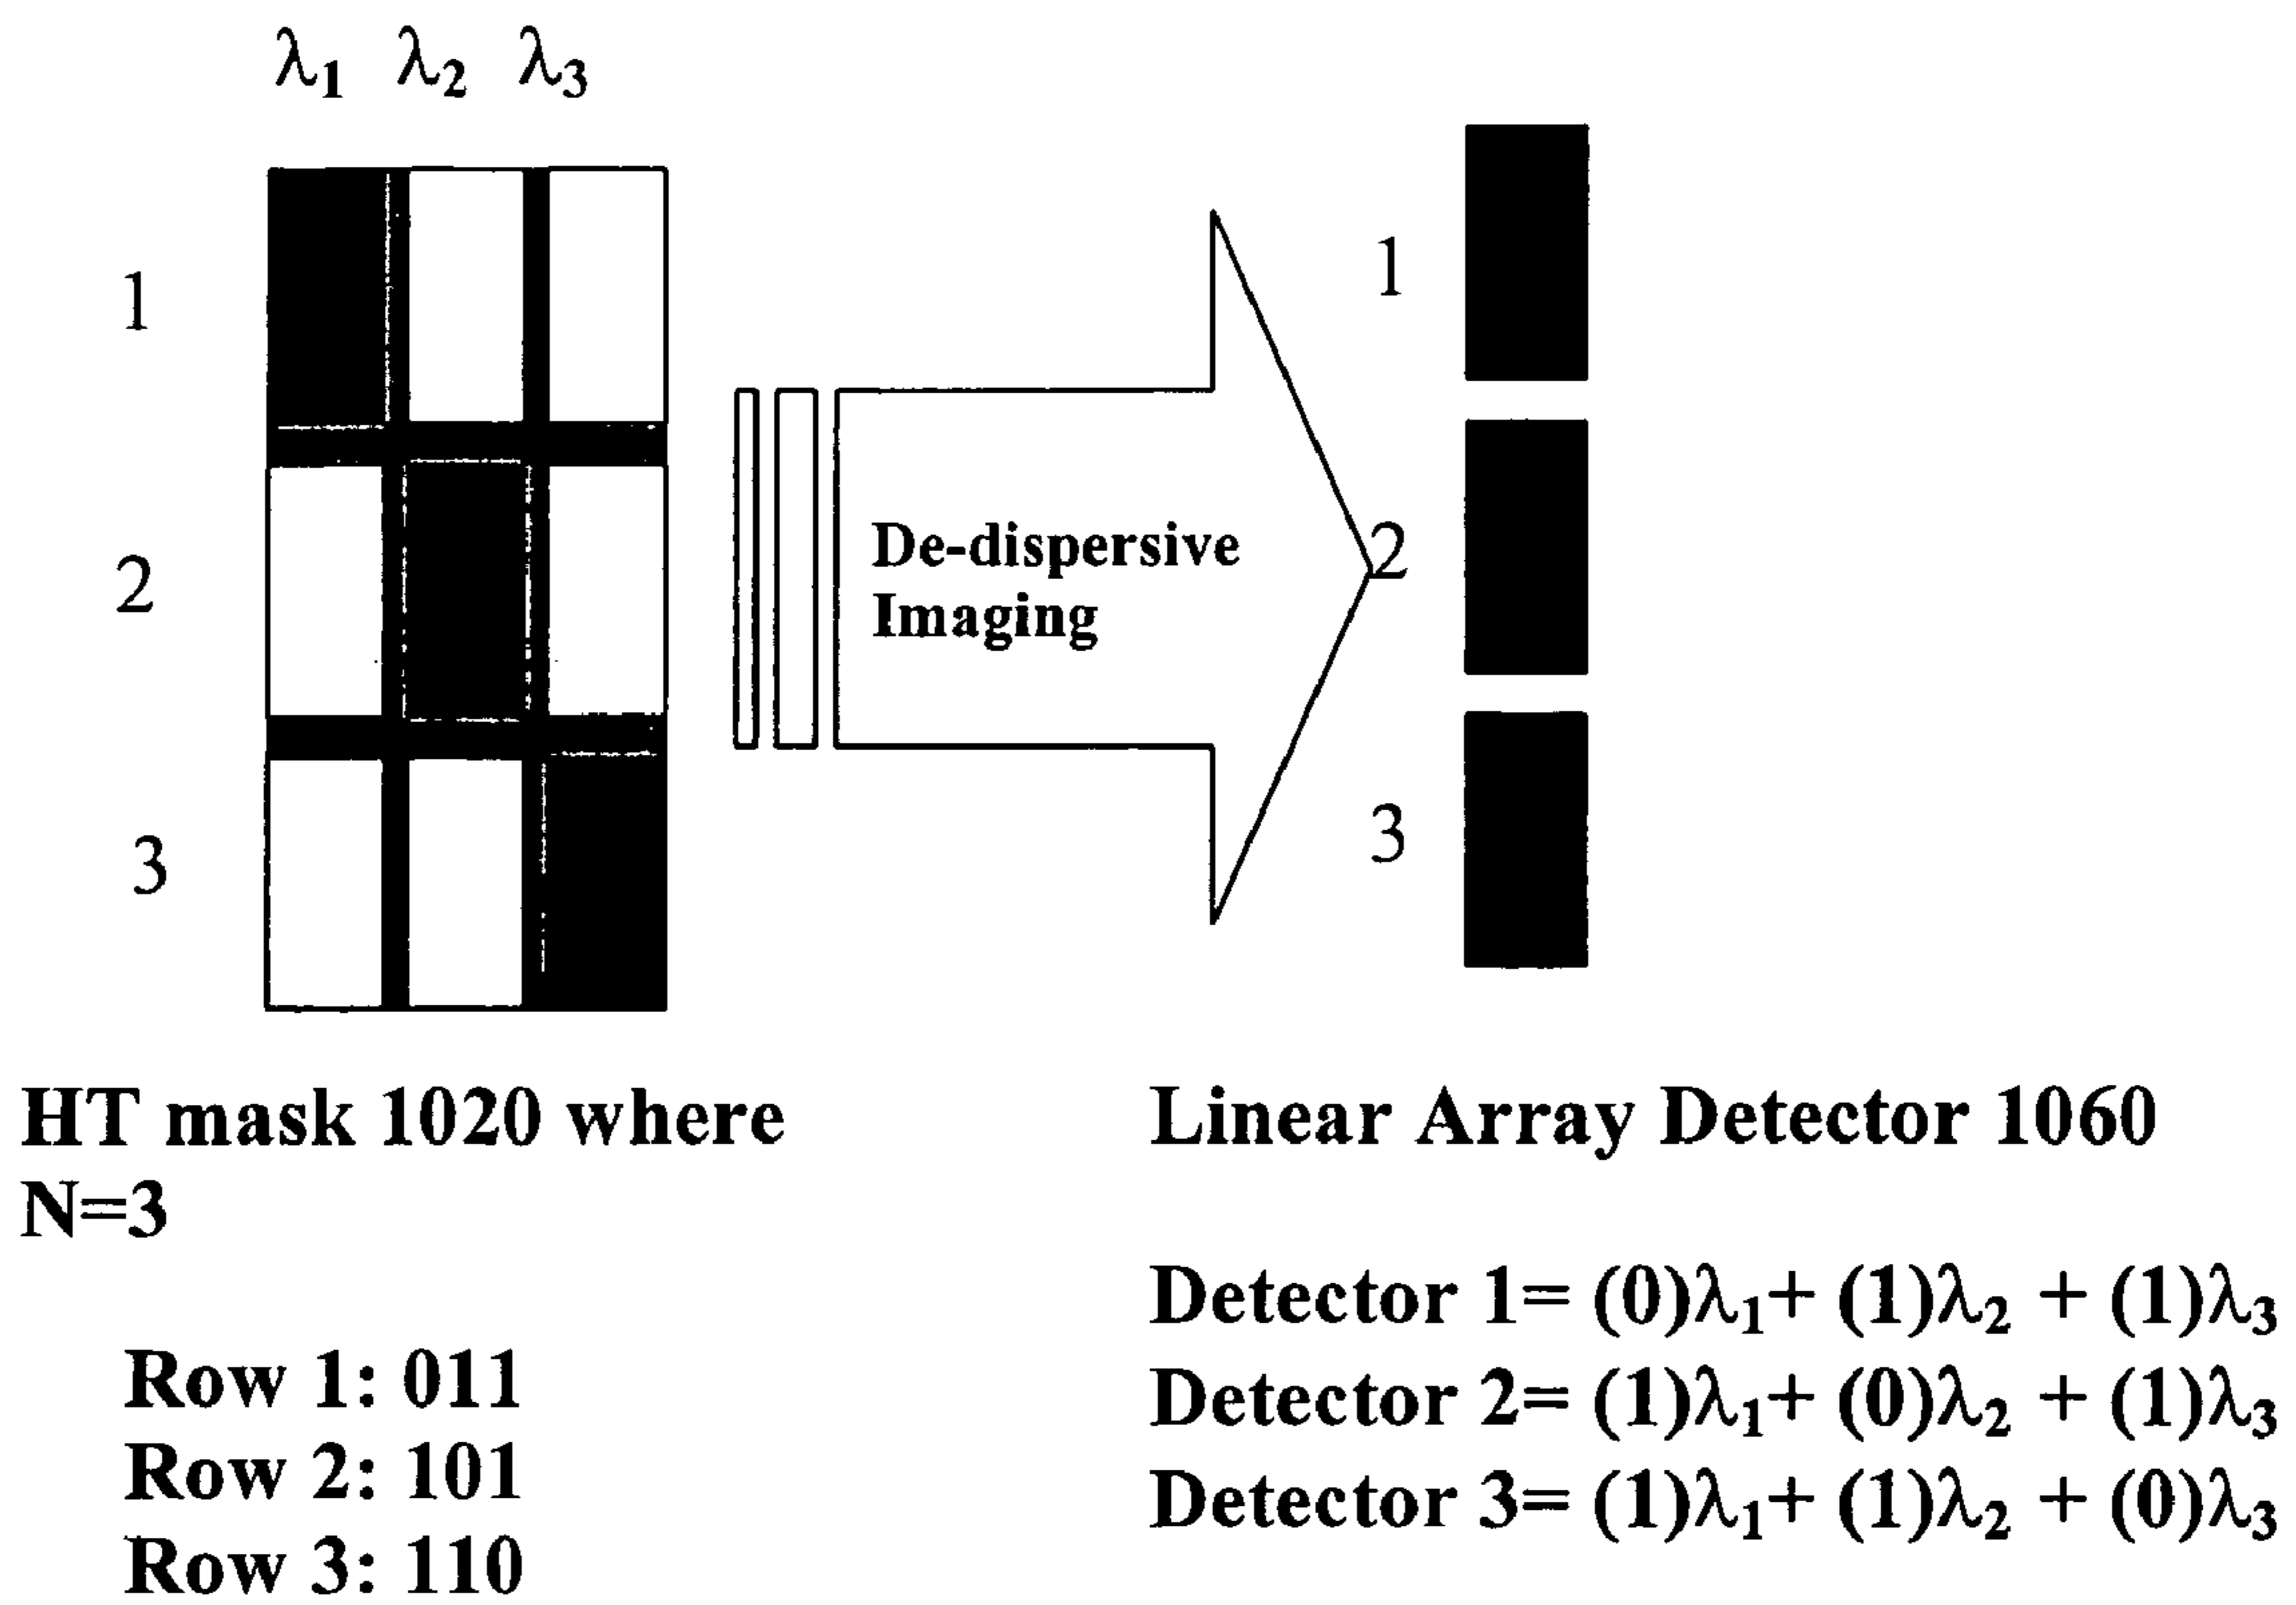 λ₁ λ₂ λ₃
1
2
3
De-dispersive
Imaging
1
2
3
HT mask 1020 where
N=3
Row 1: 011
Row 2: 101
Row 3: 110
Linear Array Detector 1060
Detector 1= (0)λ₁+ (1)λ₂ + (1)λ₃
Detector 2= (1)λ₁+ (0)λ₂ + (1)λ₃
Detector 3= (1)λ₁+ (1)λ₂ + (0)λ₃